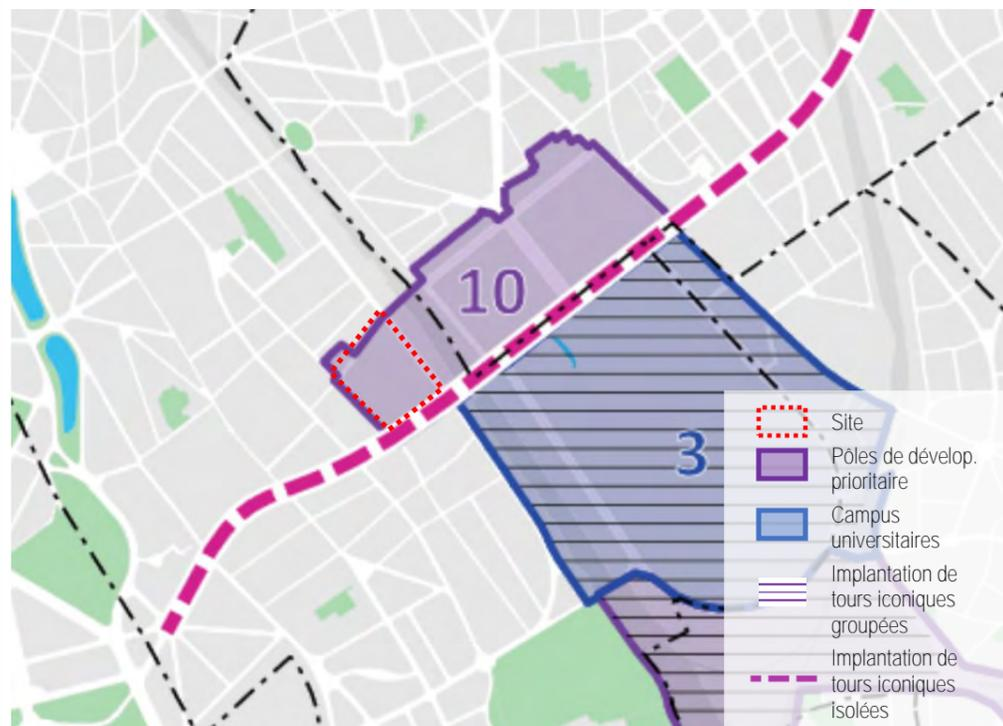 10
3
Site
Pôles de dévelop.
prioritaire
Campus
universitaires
Implantation de
tours iconiques
groupées
Implantation de
tours iconiques
isolées